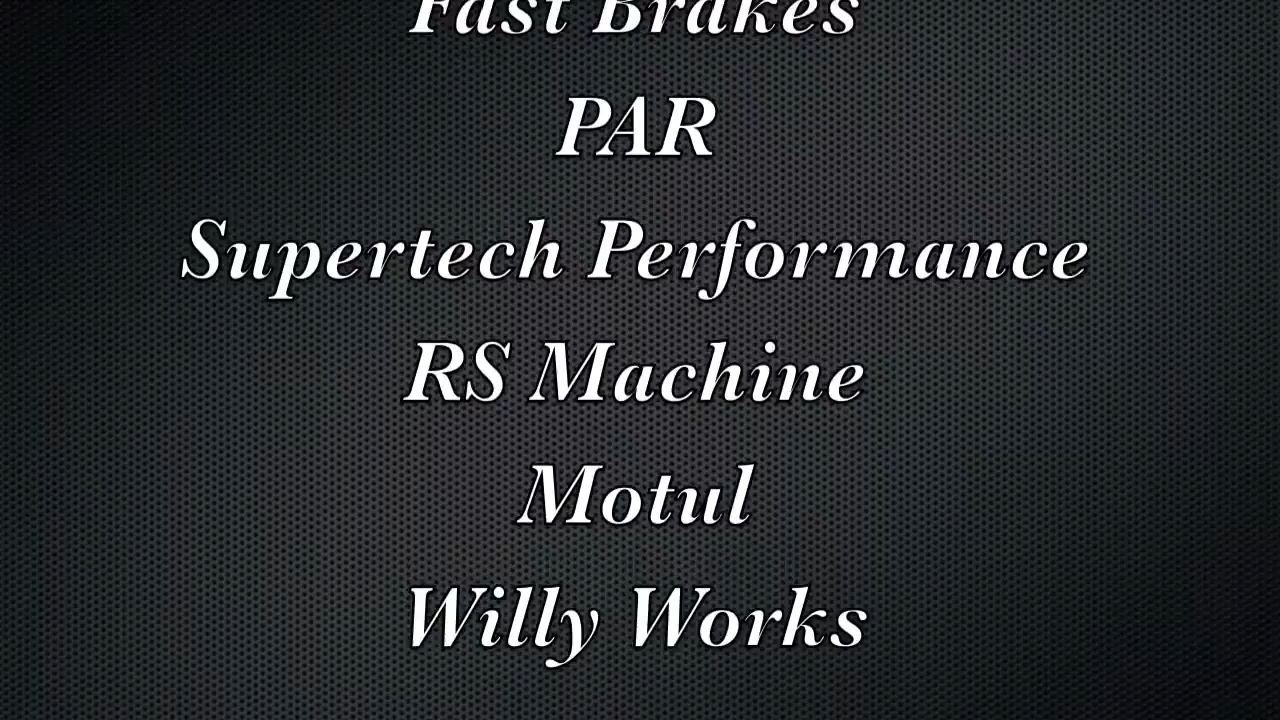 Fast Brakes
PAR
Supertech Performance
RS Machine
Motul
Willy Works